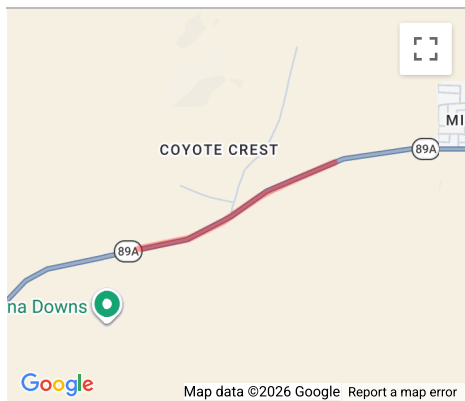 COYOTE CREST
MI
89A
89A
na Downs
Google
Map data ©2026 Google Report a map error